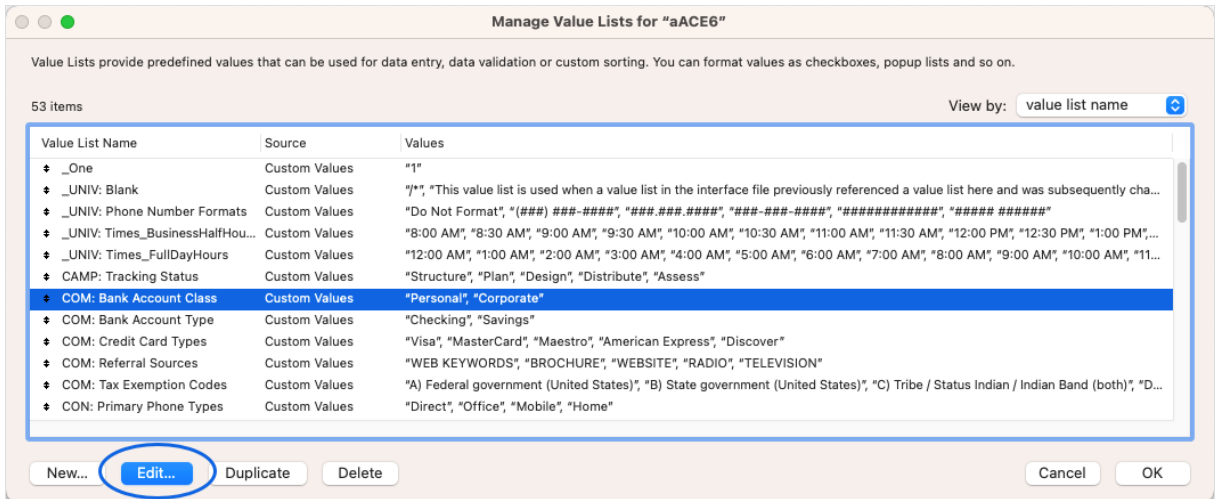 Manage Value Lists for “aACE6”
Value Lists provide predefined values that can be used for data entry, data validation or custom sorting. You can format values as checkboxes, popup lists and so on.
53 items View by: value list name
Value List Name Source Values
_One Custom Values “1”
_UNIV: Blank Custom Values “/*”, “This value list is used when a value list in the interface file previously referenced a value list here and was subsequently cha...
_UNIV: Phone Number Formats Custom Values “Do Not Format”, “(###) ###-####”, “###.###.####”, “###-###-####”, “############”, “##### ######”
_UNIV: Times_BusinessHalfHou... Custom Values “8:00 AM”, “8:30 AM”, “9:00 AM”, “9:30 AM”, “10:00 AM”, “10:30 AM”, “11:00 AM”, “11:30 AM”, “12:00 PM”, “12:30 PM”, “1:00 PM”,...
_UNIV: Times_FullDayHours Custom Values “12:00 AM”, “1:00 AM”, “2:00 AM”, “3:00 AM”, “4:00 AM”, “5:00 AM”, “6:00 AM”, “7:00 AM”, “8:00 AM”, “9:00 AM”, “10:00 AM”, “11...
CAMP: Tracking Status Custom Values “Structure”, “Plan”, “Design”, “Distribute”, “Assess”
COM: Bank Account Class Custom Values “Personal”, “Corporate”
COM: Bank Account Type Custom Values “Checking”, “Savings”
COM: Credit Card Types Custom Values “Visa”, “MasterCard”, “Maestro”, “American Express”, “Discover”
COM: Referral Sources Custom Values “WEB KEYWORDS”, “BROCHURE”, “WEBSITE”, “RADIO”, “TELEVISION”
COM: Tax Exemption Codes Custom Values “A) Federal government (United States)”, “B) State government (United States)”, “C) Tribe / Status Indian / Indian Band (both)”, “D...
CON: Primary Phone Types Custom Values “Direct”, “Office”, “Mobile”, “Home”
New... Edit... Duplicate Delete Cancel OK